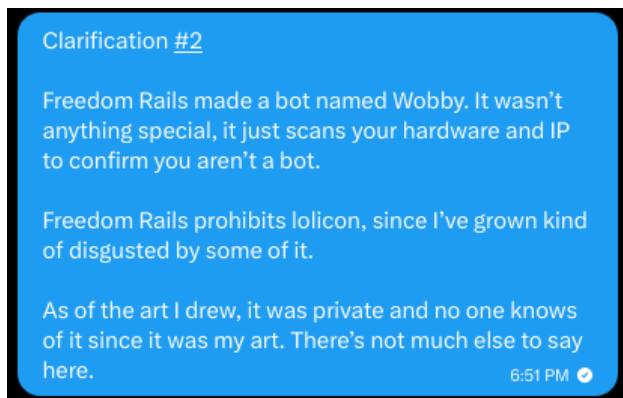 Clarification #2
Freedom Rails made a bot named Wobby. It wasn’t
anything special, it just scans your hardware and IP
to confirm you aren’t a bot.
Freedom Rails prohibits lolicon, since I’ve grown kind
of disgusted by some of it.
As of the art I drew, it was private and no one knows
of it since it was my art. There’s not much else to say
here.
6:51 PM